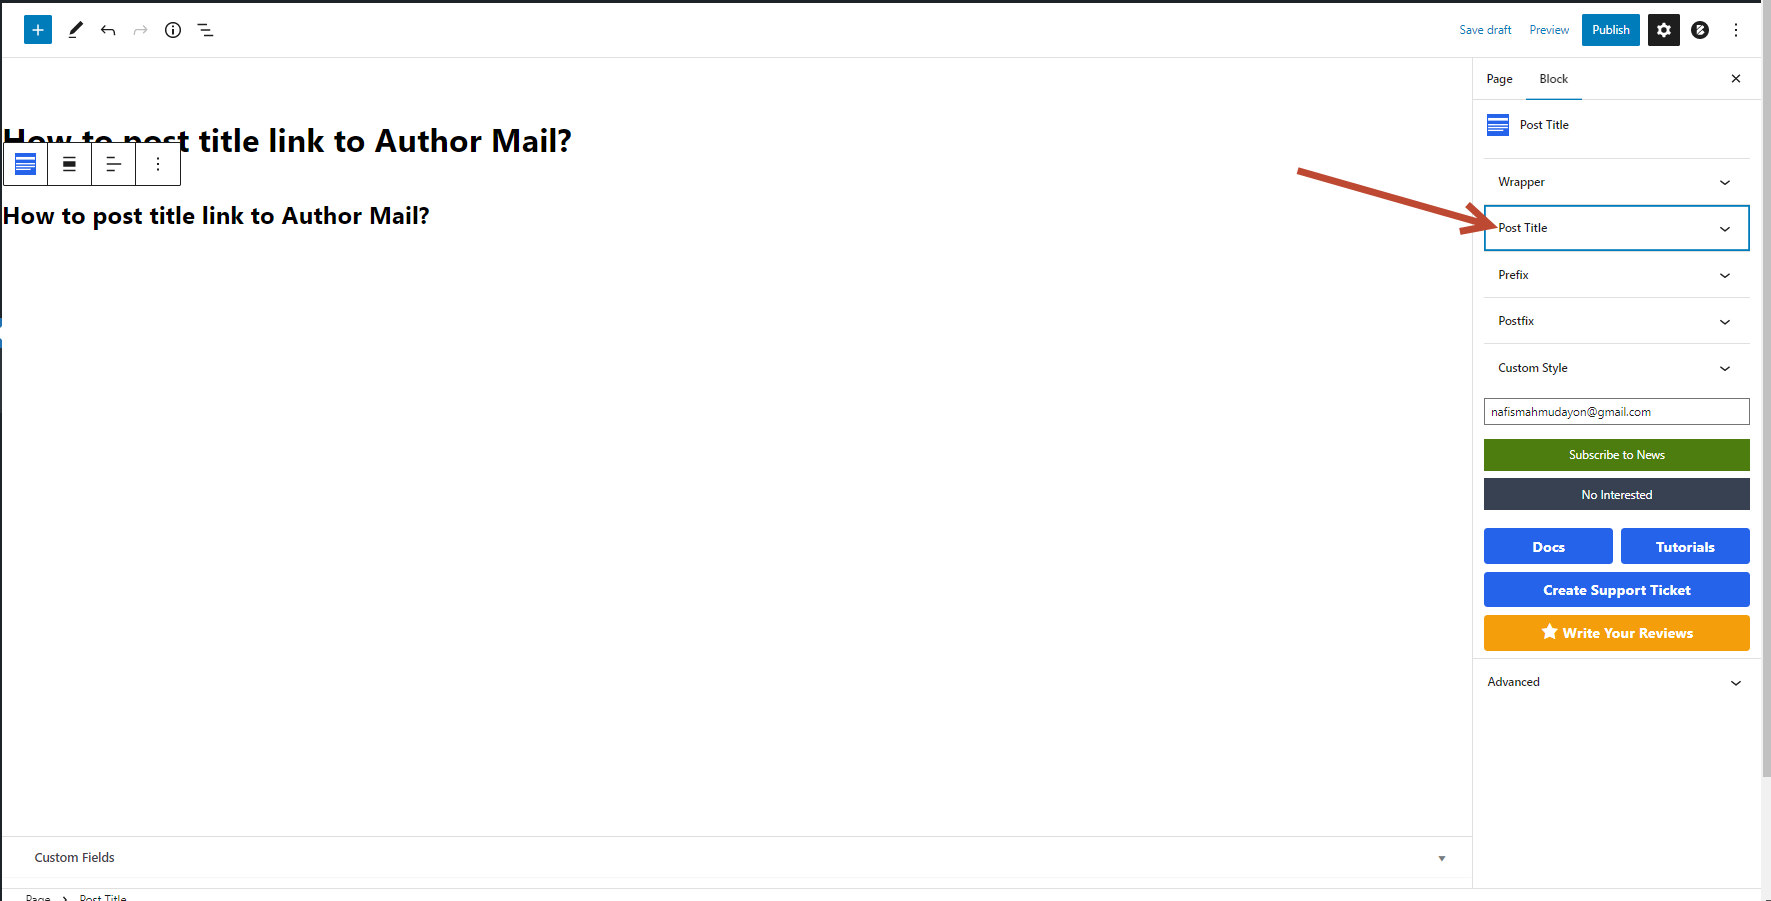 Save draft Preview Publish
Page Block
How to post title link to Author Mail?
Post Title
Wrapper
How to post title link to Author Mail?
Post Title
Prefix
Postfix
Custom Style
nafismahmudayon@gmail.com
Subscribe to News
No Interested
Docs Tutorials
Create Support Ticket
Write Your Reviews
Advanced
Custom Fields
Page > Post Title